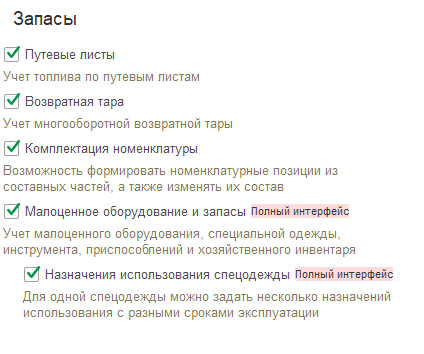 Запасы
Путевые листы
Учет топлива по путевым листам
Возвратная тара
Учет многооборотной возвратной тары
Комплектация номенклатуры
Возможность формировать номенклатурные позиции из
составных частей, а также изменять их состав
Малоценное оборудование и запасы Полный интерфейс
Учет малоценного оборудования, специальной одежды,
инструмента, приспособлений и хозяйственного инвентаря
Назначения использования спецодежды Полный интерфейс
Для одной спецодежды можно задать несколько назначений
использования с разными сроками эксплуатации